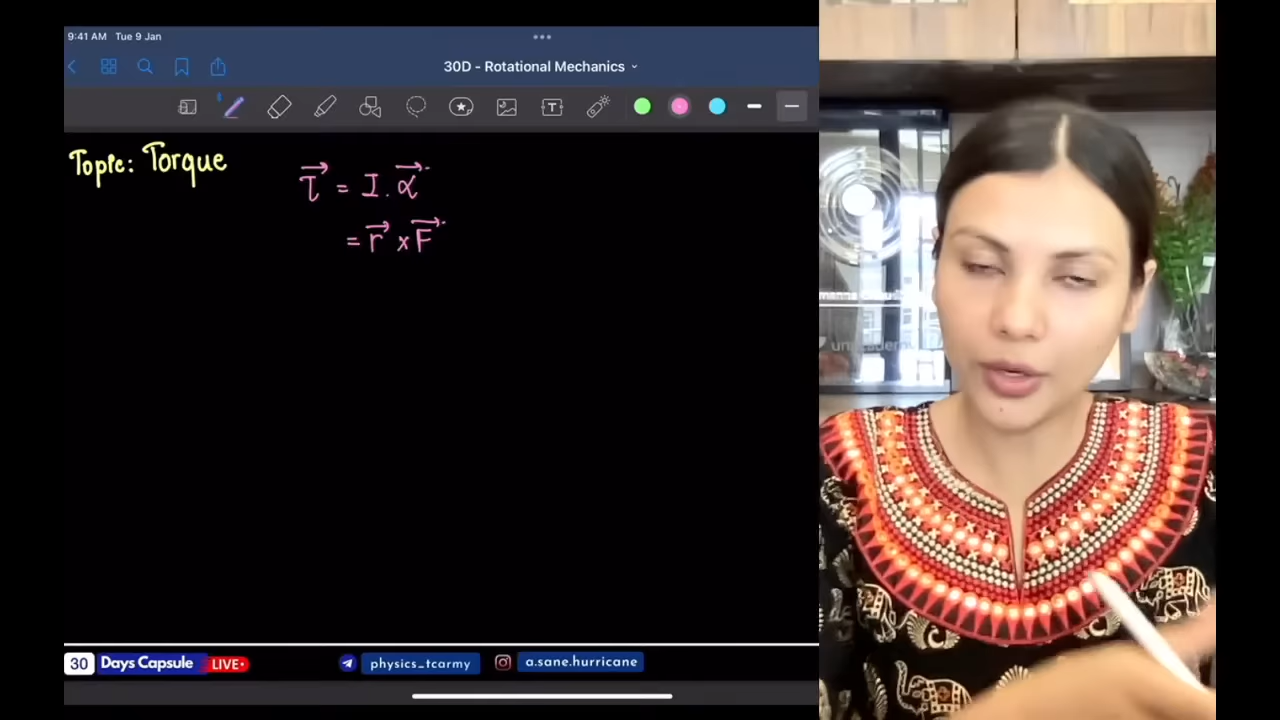 9:41 AM Tue 9 Jan
30D - Rotational Mechanics
Topic: Torque
τ⃗ = I . α⃗
= r⃗ × F⃗
30 Days Capsule LIVE
physics_tcarmy
a.sane.hurricane